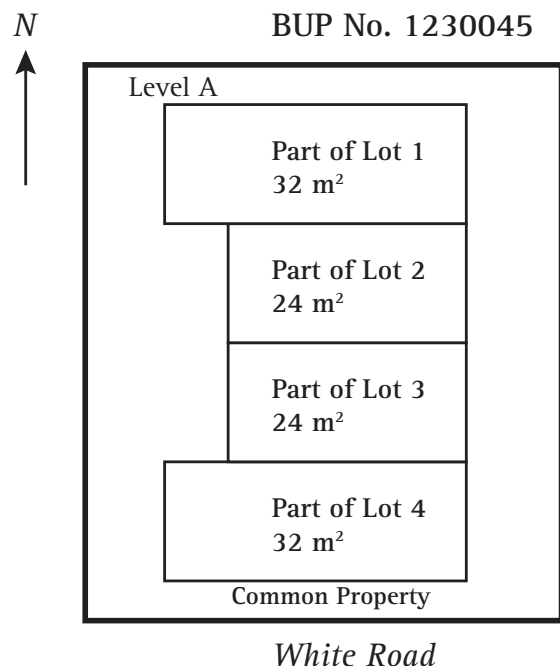 N
BUP No. 1230045
Level A
Part of Lot 1
32 m²
Part of Lot 2
24 m²
Part of Lot 3
24 m²
Part of Lot 4
32 m²
Common Property
White Road